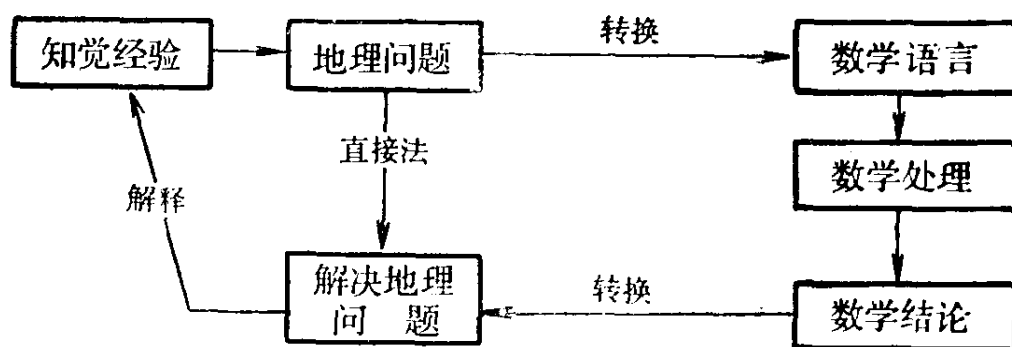 转换
知觉经验
地理问题
数学语言
直接法
数学处理
解释
解决地理
问 题
转换
数学结论